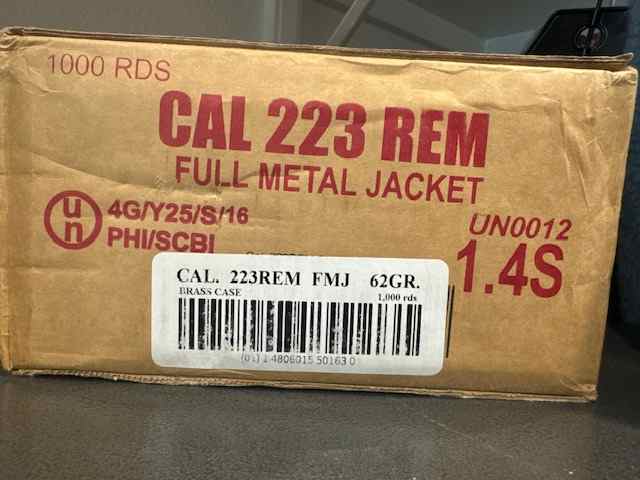 1000 RDS
CAL 223 REM
FULL METAL JACKET
un
4G/Y25/S/16
PHI/SCBI
UN0012
1.4S
CAL. 223REM FMJ 62GR.
BRASS CASE
1,000 rds
(01) 1 4806015 50163 0